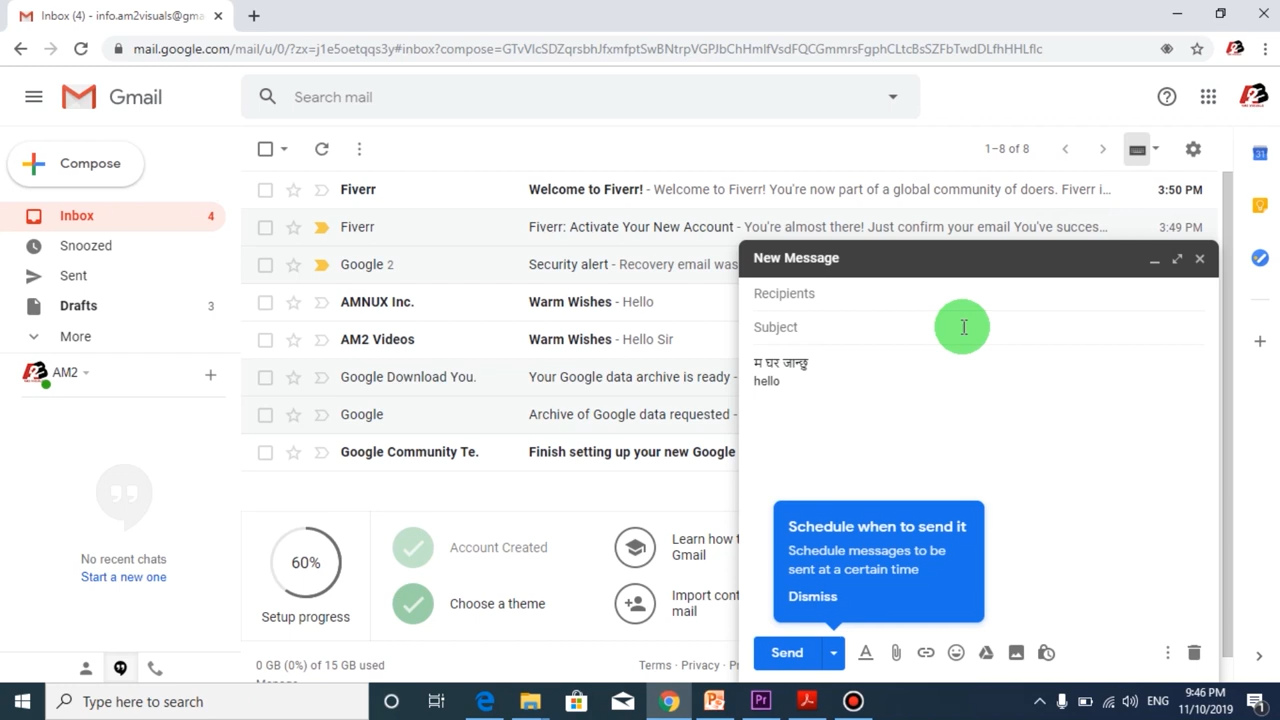 Inbox (4) - info.am2visuals@gma
mail.google.com/mail/u/0/?zx=j1e5oetqqs3y#inbox?compose=GTvVlcSDZqrsbhJfxmfptSwBNtrpVGPJbChHmlfVsdFQCGmmrsFgphCLtcBsSZFbTwdDLfhHHLflc
Gmail
Search mail
Compose
1–8 of 8
Inbox 4
Snoozed
Sent
Drafts 3
More
AM2
No recent chats
Start a new one
Fiverr Welcome to Fiverr! - Welcome to Fiverr! You're now part of a global community of doers. Fiverr i... 3:50 PM
Fiverr Fiverr: Activate Your New Account - You're almost there! Just confirm your email You've succes... 3:49 PM
Google 2 Security alert - Recovery email was
AMNUX Inc. Warm Wishes - Hello
AM2 Videos Warm Wishes - Hello Sir
Google Download You. Your Google data archive is ready -
Google Archive of Google data requested -
Google Community Te. Finish setting up your new Google
60%
Setup progress
Account Created
Choose a theme
Learn how t
Gmail
Import cont
mail
0 GB (0%) of 15 GB used
Terms - Privacy - Pr
New Message
Recipients
Subject
म घर जान्छु
hello
Schedule when to send it
Schedule messages to be
sent at a certain time
Dismiss
Send
Type here to search
ENG
9:46 PM
11/10/2019